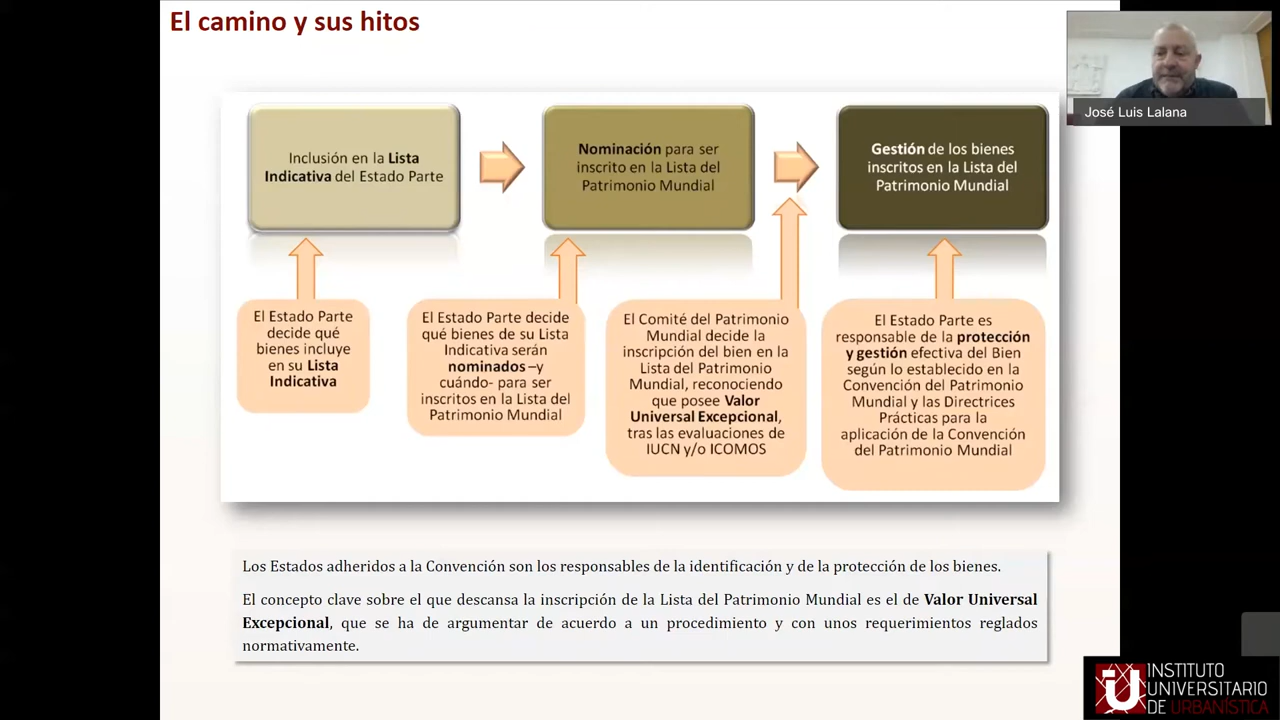 El camino y sus hitos
José Luis Lalana
Inclusión en la Lista
Indicativa del Estado Parte
Nominación para ser
inscrito en la Lista del
Patrimonio Mundial
Gestión de los bienes
inscritos en la Lista del
Patrimonio Mundial
El Estado Parte
decide qué
bienes incluye
en su Lista
Indicativa
El Estado Parte decide
qué bienes de su Lista
Indicativa serán
nominados –y
cuándo- para ser
inscritos en la Lista del
Patrimonio Mundial
El Comité del Patrimonio
Mundial decide la
inscripción del bien en la
Lista del Patrimonio
Mundial, reconociendo
que posee Valor
Universal Excepcional,
tras las evaluaciones de
IUCN y/o ICOMOS
El Estado Parte es
responsable de la protección
y gestión efectiva del Bien
según lo establecido en la
Convención del Patrimonio
Mundial y las Directrices
Prácticas para la
aplicación de la Convención
del Patrimonio Mundial
Los Estados adheridos a la Convención son los responsables de la identificación y de la protección de los bienes.
El concepto clave sobre el que descansa la inscripción de la Lista del Patrimonio Mundial es el de Valor Universal
Excepcional, que se ha de argumentar de acuerdo a un procedimiento y con unos requerimientos reglados
normativamente.
INSTITUTO
UNIVERSITARIO
DE URBANÍSTICA